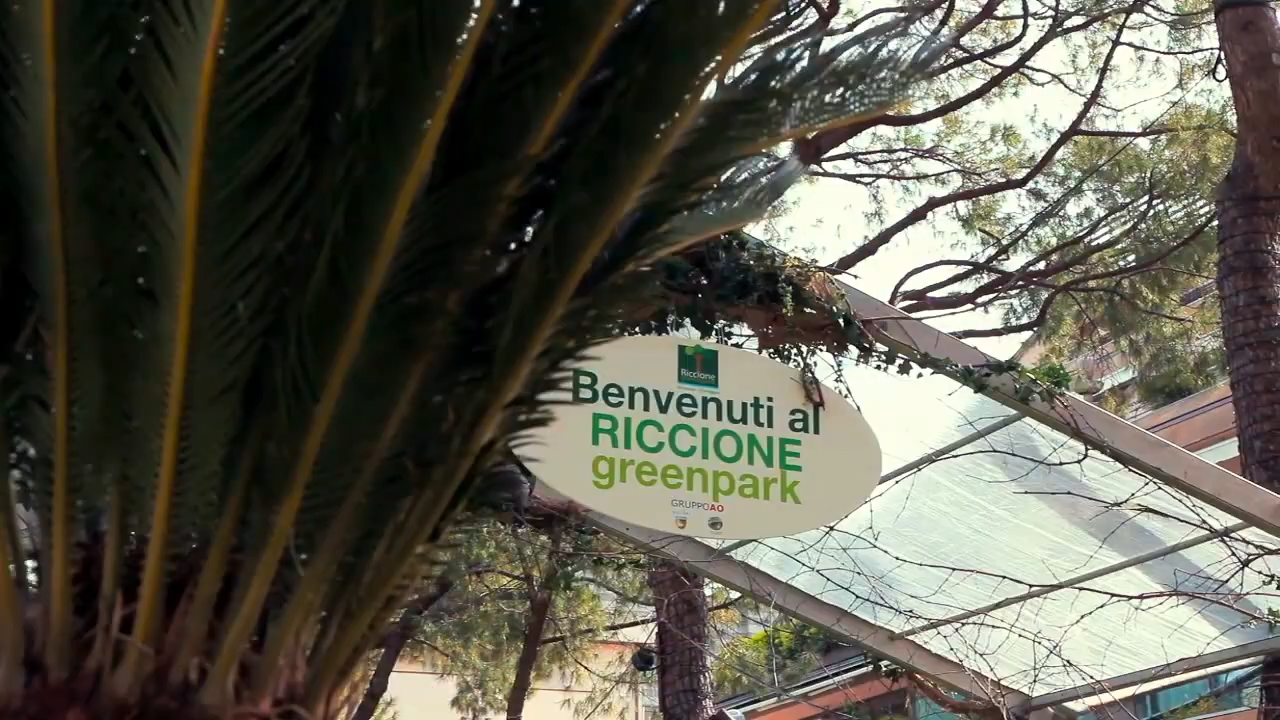 Riccione
Benvenuti al
RICCIONE
greenpark
GRUPPOAO